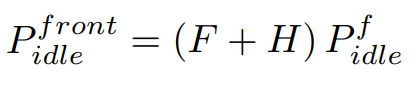 $P_{idle}^{front} = (F + H) P_{idle}^{f}$